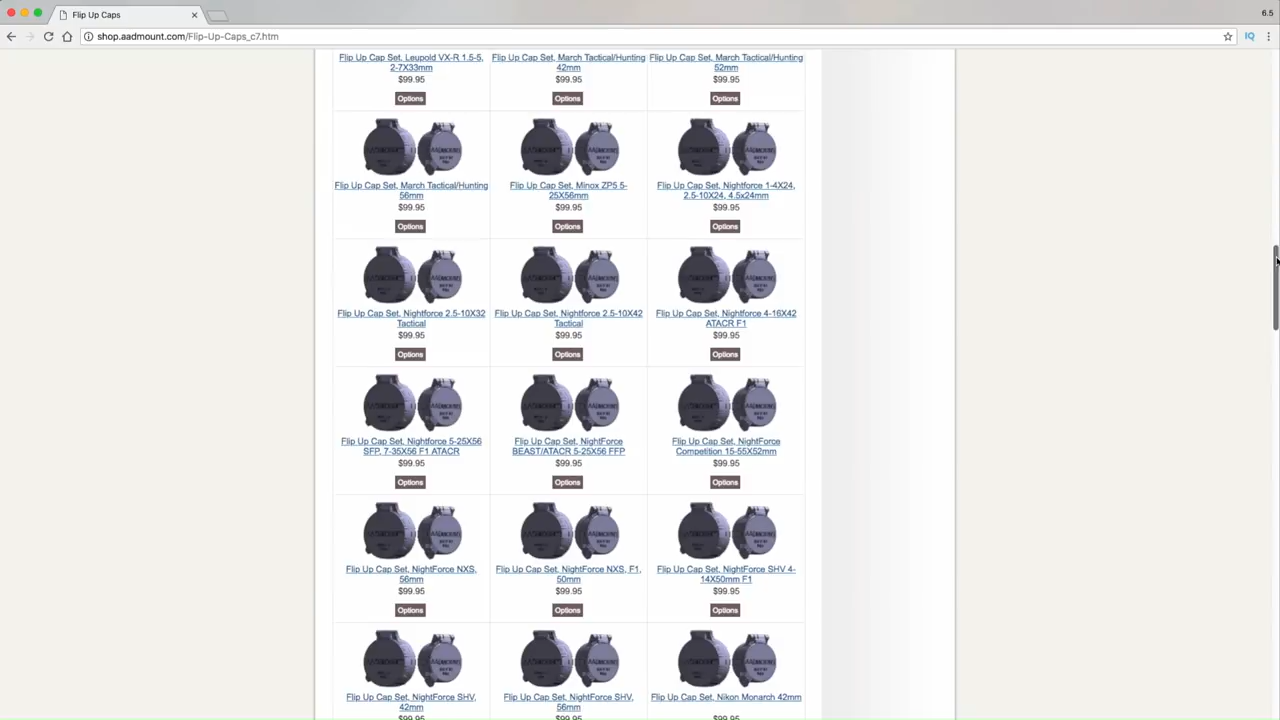 Flip Up Caps
6.5
shop.aadmount.com/Flip-Up-Caps_c7.htm
IQ
Flip Up Cap Set, Leupold VX-R 1.5-5,
2-7X33mm
$99.95
Options
Flip Up Cap Set, March Tactical/Hunting
42mm
$99.95
Options
Flip Up Cap Set, March Tactical/Hunting
52mm
$99.95
Options
Flip Up Cap Set, March Tactical/Hunting
56mm
$99.95
Options
Flip Up Cap Set, Minox ZP5 5-
25X56mm
$99.95
Options
Flip Up Cap Set, Nightforce 1-4X24,
2.5-10X24, 4.5x24mm
$99.95
Options
Flip Up Cap Set, Nightforce 2.5-10X32
Tactical
$99.95
Options
Flip Up Cap Set, Nightforce 2.5-10X42
Tactical
$99.95
Options
Flip Up Cap Set, Nightforce 4-16X42
ATACR F1
$99.95
Options
Flip Up Cap Set, Nightforce 5-25X56
SFP, 7-35X56 F1 ATACR
$99.95
Options
Flip Up Cap Set, NightForce
BEAST/ATACR 5-25X56 FFP
$99.95
Options
Flip Up Cap Set, NightForce
Competition 15-55X52mm
$99.95
Options
Flip Up Cap Set, NightForce NXS,
56mm
$99.95
Options
Flip Up Cap Set, NightForce NXS, F1,
50mm
$99.95
Options
Flip Up Cap Set, NightForce SHV 4-
14X50mm F1
$99.95
Options
Flip Up Cap Set, NightForce SHV,
42mm
$99.95
Flip Up Cap Set, NightForce SHV,
56mm
$99.95
Flip Up Cap Set, Nikon Monarch 42mm